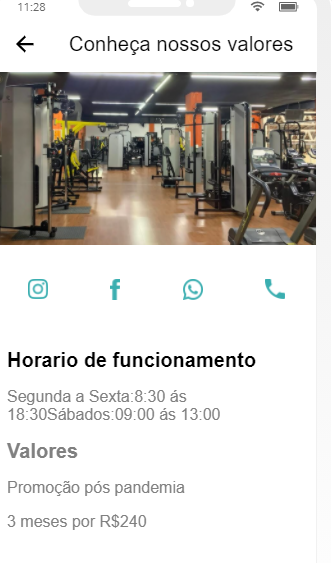 11:28
Conheça nossos valores
Horario de funcionamento
Segunda a Sexta:8:30 ás
18:30Sábados:09:00 ás 13:00
Valores
Promoção pós pandemia
3 meses por R$240